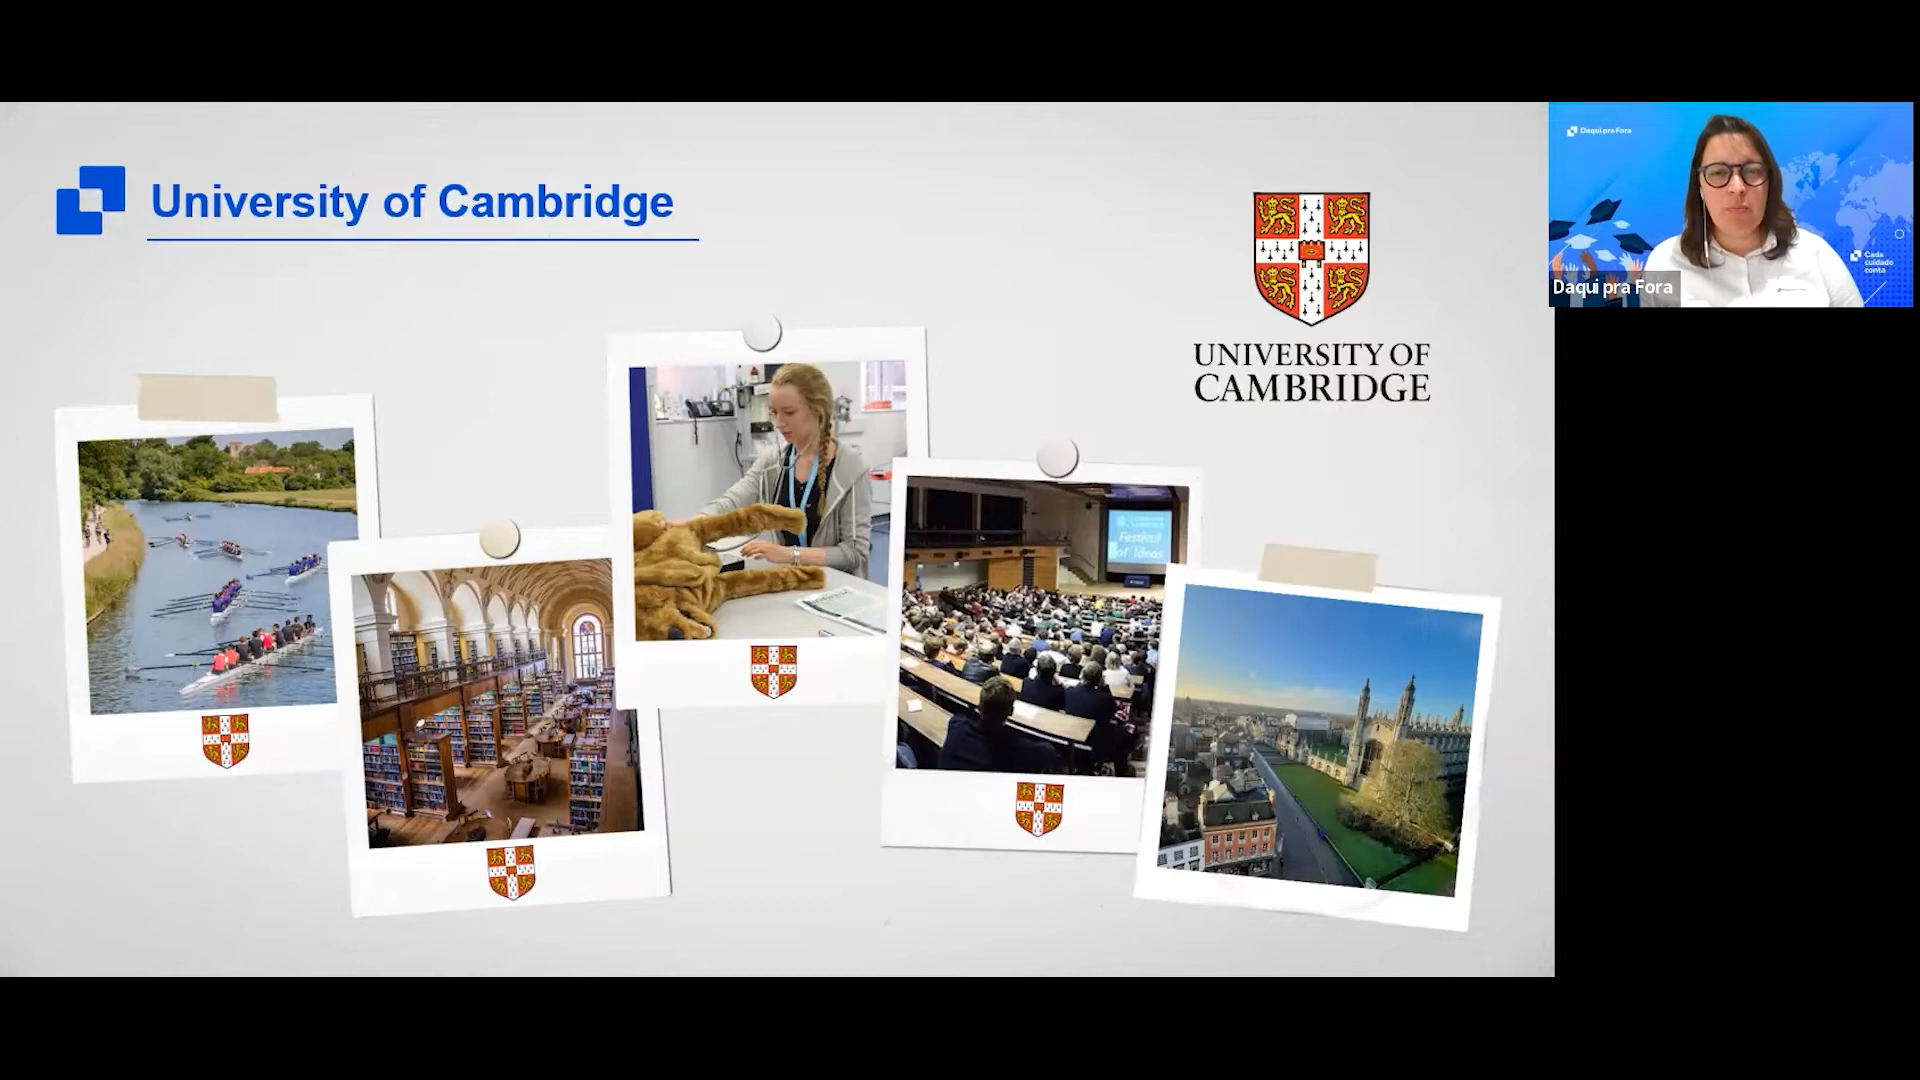 University of Cambridge
UNIVERSITY OF
CAMBRIDGE
Festival
of Ideas
Daqui pra Fora
Cada
cuidado
conta
Daqui pra Fora